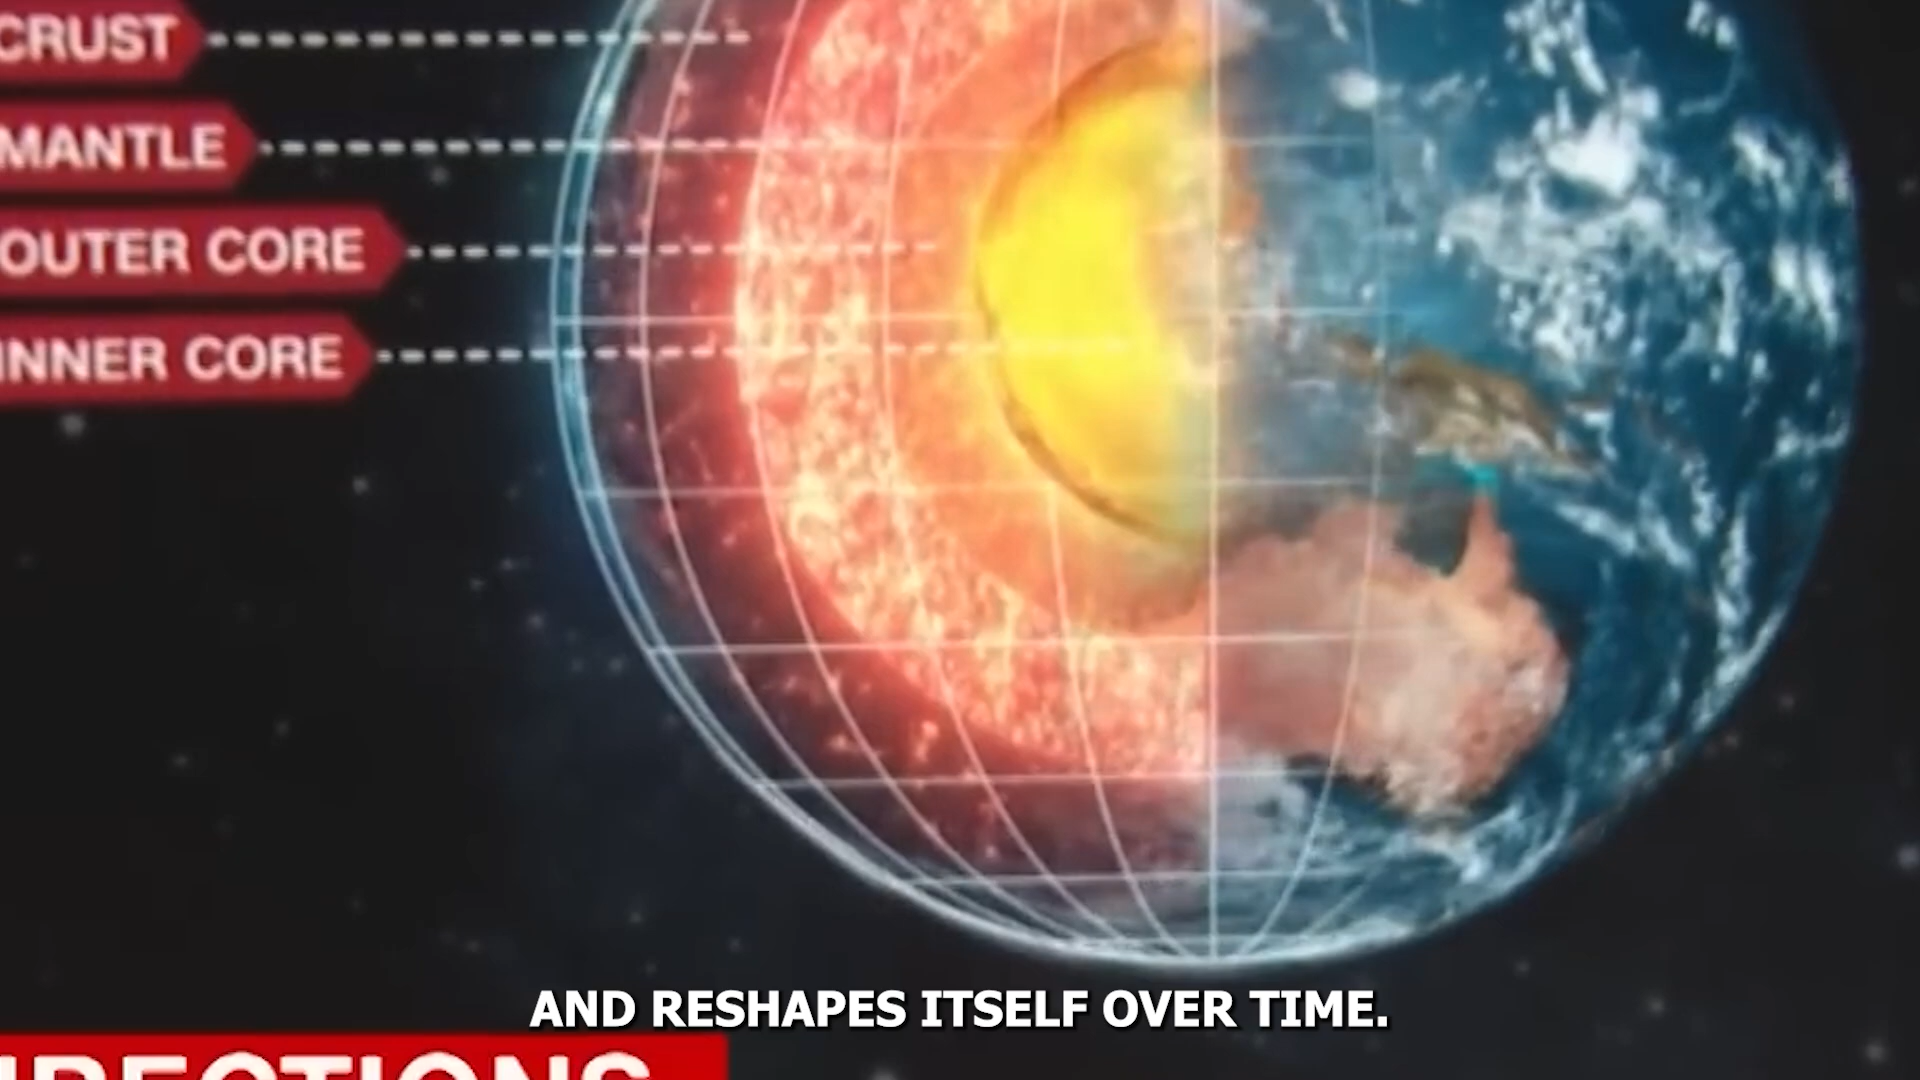 CRUST
MANTLE
OUTER CORE
INNER CORE
AND RESHAPES ITSELF OVER TIME.